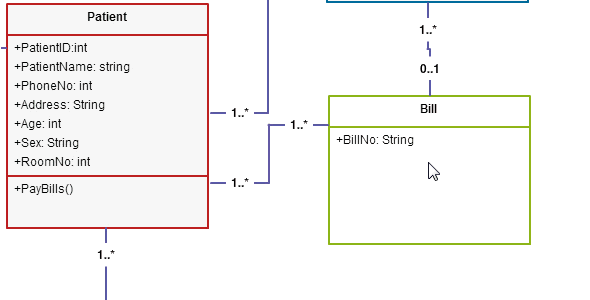 Patient
+PatientID:int
+PatientName: string
+PhoneNo: int
+Address: String
+Age: int
+Sex: String
+RoomNo: int
+PayBills()
1..*
1..*
1..*
1..*
1..*
0..1
Bill
+BillNo: String